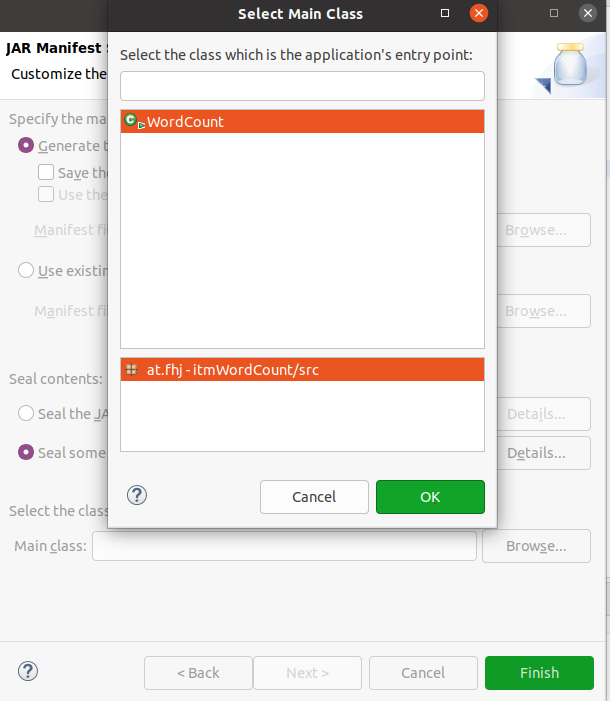 Select Main Class
JAR Manifest
Customize the
Select the class which is the application's entry point:
WordCount
at.fhj - itmWordCount/src
Cancel
OK
Specify the ma
Generate t
Save the
Use the
Manifest fi
Browse...
Use existin
Manifest fi
Browse...
Seal contents:
Seal the JA
Details...
Seal some
Details...
Select the class
Main class:
Browse...
< Back
Next >
Cancel
Finish